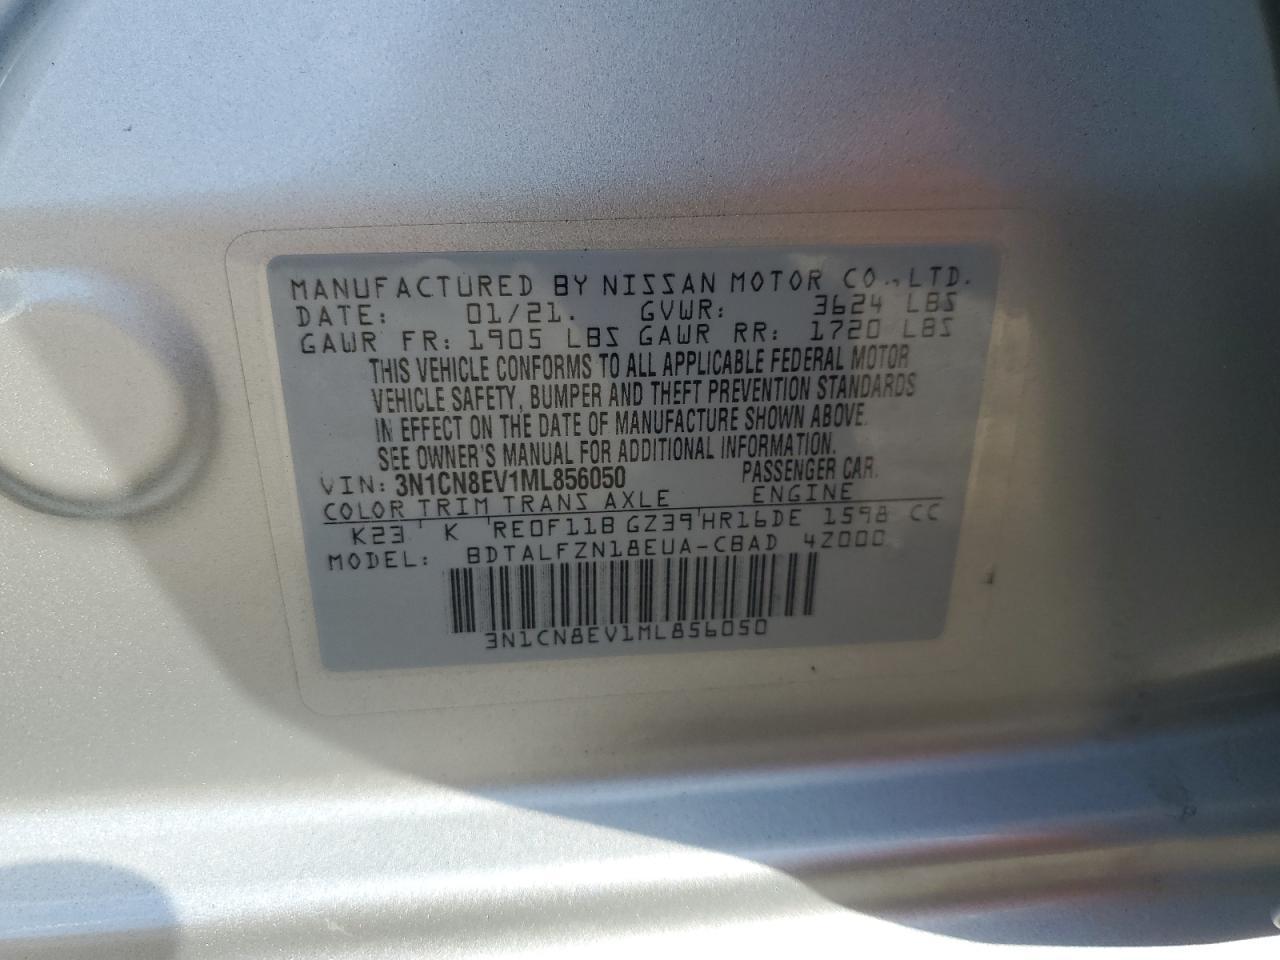 MANUFACTURED BY NISSAN MOTOR CO., LTD.
DATE: 01/21. GVWR: 3624 LBS
GAWR FR: 1905 LBS GAWR RR: 1720 LBS
THIS VEHICLE CONFORMS TO ALL APPLICABLE FEDERAL MOTOR
VEHICLE SAFETY, BUMPER AND THEFT PREVENTION STANDARDS
IN EFFECT ON THE DATE OF MANUFACTURE SHOWN ABOVE.
SEE OWNER'S MANUAL FOR ADDITIONAL INFORMATION.
VIN: 3N1CN8EV1ML856050 PASSENGER CAR.
COLOR TRIM TRANS AXLE ENGINE
K23 K RE0F11B GZ39 HR16DE 1598 CC
MODEL: BDTALFZN18EUA-CBAD 4Z000
3N1CN8EV1ML856050